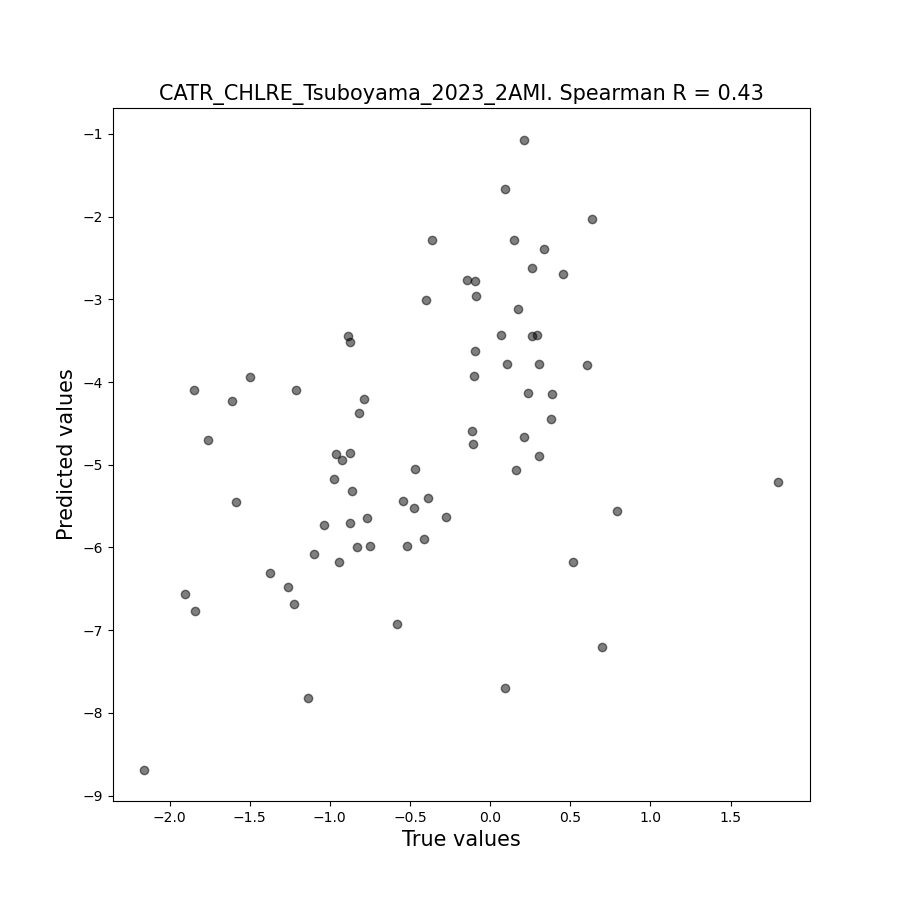 CATR_CHLRE_Tsuboyama_2023_2AMI. Spearman R = 0.43
−1
−2
−3
−4
−5
−6
−7
−8
−9
Predicted values
−2.0 −1.5 −1.0 −0.5 0.0 0.5 1.0 1.5
True values